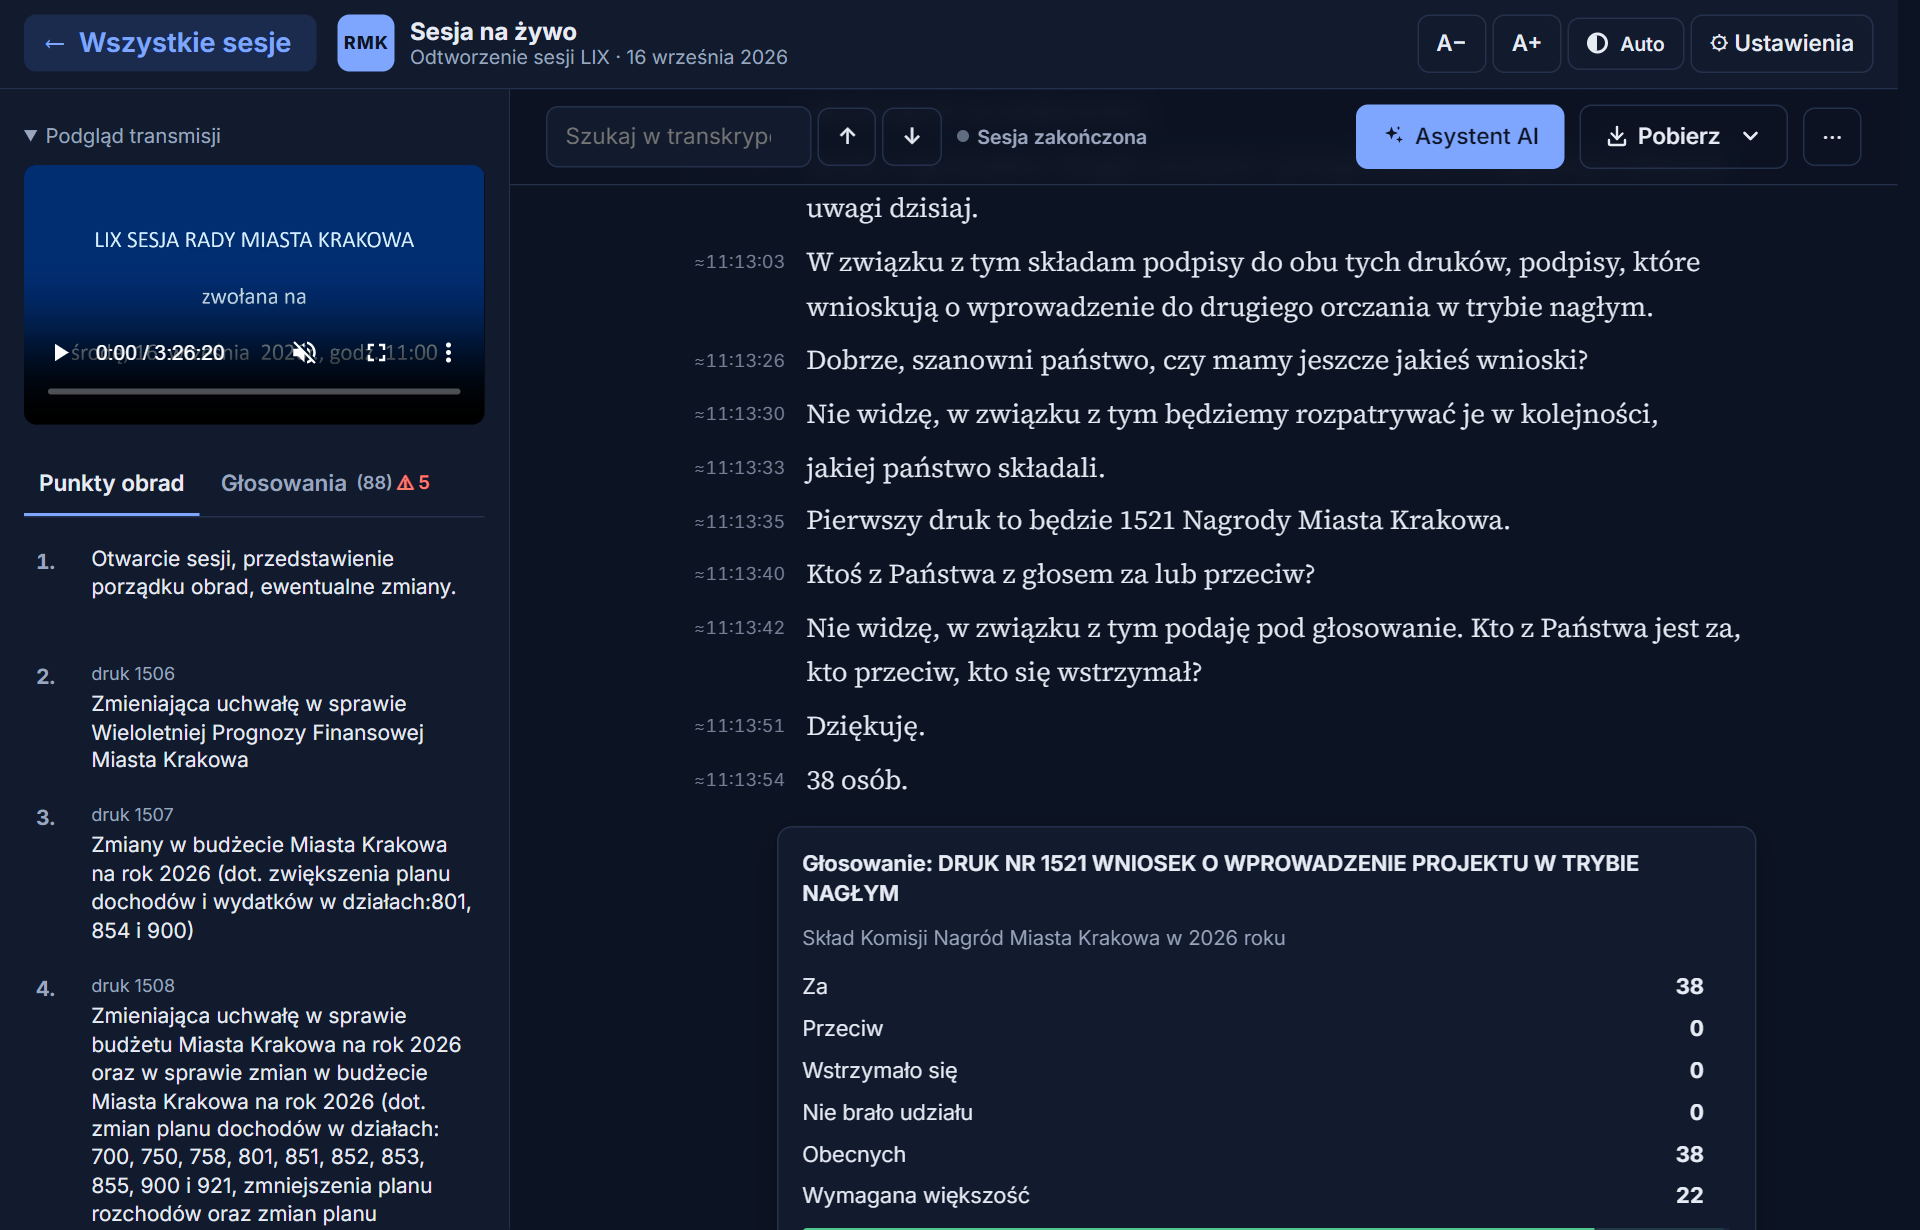 ← Wszystkie sesje
RMK
Sesja na żywo
Odtworzenie sesji LIX · 16 września 2026
A−
A+
Auto
Ustawienia
▼ Podgląd transmisji
LIX SESJA RADY MIASTA KRAKOWA
zwołana na
środę, 16 września 2026, godz. 11:00
0:00 / 3:26:20
Punkty obrad
Głosowania (88) ⚠ 5
1.
Otwarcie sesji, przedstawienie
porządku obrad, ewentualne zmiany.
2.
druk 1506
Zmieniająca uchwałę w sprawie
Wieloletniej Prognozy Finansowej
Miasta Krakowa
3.
druk 1507
Zmiany w budżecie Miasta Krakowa
na rok 2026 (dot. zwiększenia planu
dochodów i wydatków w działach:801,
854 i 900)
4.
druk 1508
Zmieniająca uchwałę w sprawie
budżetu Miasta Krakowa na rok 2026
oraz w sprawie zmian w budżecie
Miasta Krakowa na rok 2026 (dot.
zmian planu dochodów w działach:
700, 750, 758, 801, 851, 852, 853,
855, 900 i 921, zmniejszenia planu
rozchodów oraz zmian planu
Szukaj w transkrypc
↑
↓
Sesja zakończona
Asystent AI
Pobierz
...
uwagi dzisiaj.
≈11:13:03 W związku z tym składam podpisy do obu tych druków, podpisy, które
wnioskują o wprowadzenie do drugiego orczania w trybie nagłym.
≈11:13:26 Dobrze, szanowni państwo, czy mamy jeszcze jakieś wnioski?
≈11:13:30 Nie widzę, w związku z tym będziemy rozpatrywać je w kolejności,
≈11:13:33 jakiej państwo składali.
≈11:13:35 Pierwszy druk to będzie 1521 Nagrody Miasta Krakowa.
≈11:13:40 Ktoś z Państwa z głosem za lub przeciw?
≈11:13:42 Nie widzę, w związku z tym podaję pod głosowanie. Kto z Państwa jest za,
kto przeciw, kto się wstrzymał?
≈11:13:51 Dziękuję.
≈11:13:54 38 osób.
Głosowanie: DRUK NR 1521 WNIOSEK O WPROWADZENIE PROJEKTU W TRYBIE
NAGŁYM
Skład Komisji Nagród Miasta Krakowa w 2026 roku
Za 38
Przeciw 0
Wstrzymało się 0
Nie brało udziału 0
Obecnych 38
Wymagana większość 22